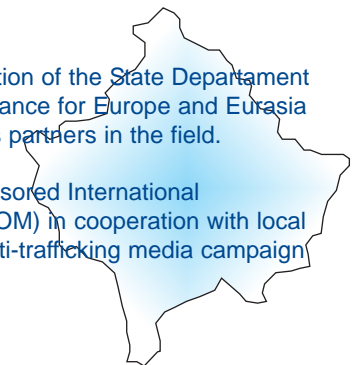 tion of the State Departament
ance for Europe and Eurasia
s partners in the field.
sored International
OM) in cooperation with local
ti-trafficking media campaign